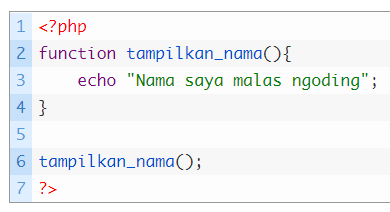 1 <?php
2 function tampilkan_nama(){
3     echo "Nama saya malas ngoding";
4 }
5
6 tampilkan_nama();
7 ?>